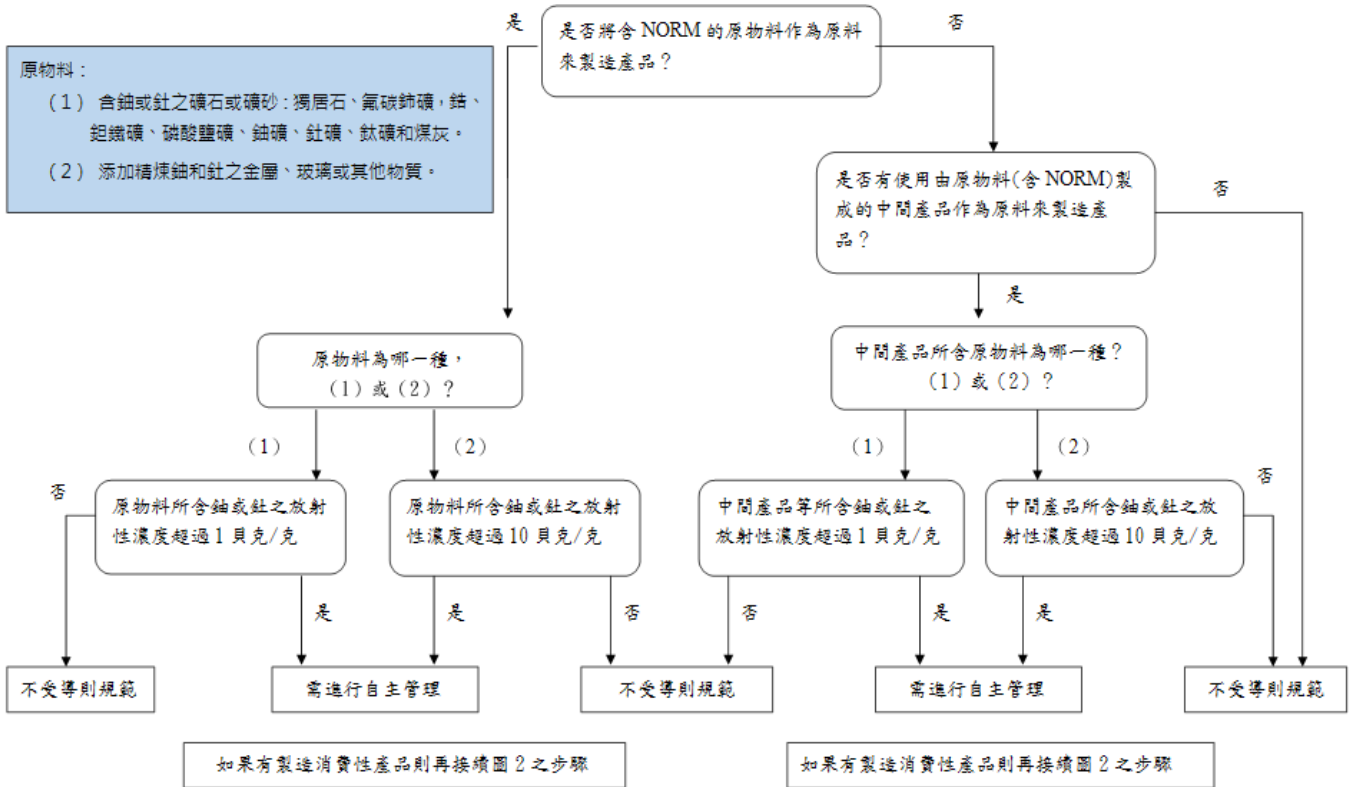 是
是否將含 NORM 的原物料作為原料
來製造產品？
否
原物料：
（1） 含鈾或釷之礦石或礦砂：獨居石、氟碳鈰礦，鋯、
鉭鐵礦、磷酸鹽礦、鈾礦、釷礦、鈦礦和煤灰。
（2） 添加精煉鈾和釷之金屬、玻璃或其他物質。
是否有使用由原物料(含 NORM)製
成的中間產品作為原料來製造產
品？
否
是
原物料為哪一種，
（1）或（2）？
中間產品所含原物料為哪一種？
（1）或（2）？
（1）
（2）
（1）
（2）
否
原物料所含鈾或釷之放射
性濃度超過 1 貝克/克
原物料所含鈾或釷之放射
性濃度超過 10 貝克/克
中間產品等所含鈾或釷之
放射性濃度超過 1 貝克/克
中間產品所含鈾或釷之放
射性濃度超過 10 貝克/克
否
是
是
否
否
是
是
不受導則規範
需進行自主管理
不受導則規範
需進行自主管理
不受導則規範
如果有製造消費性產品則再接續圖 2 之步驟
如果有製造消費性產品則再接續圖 2 之步驟